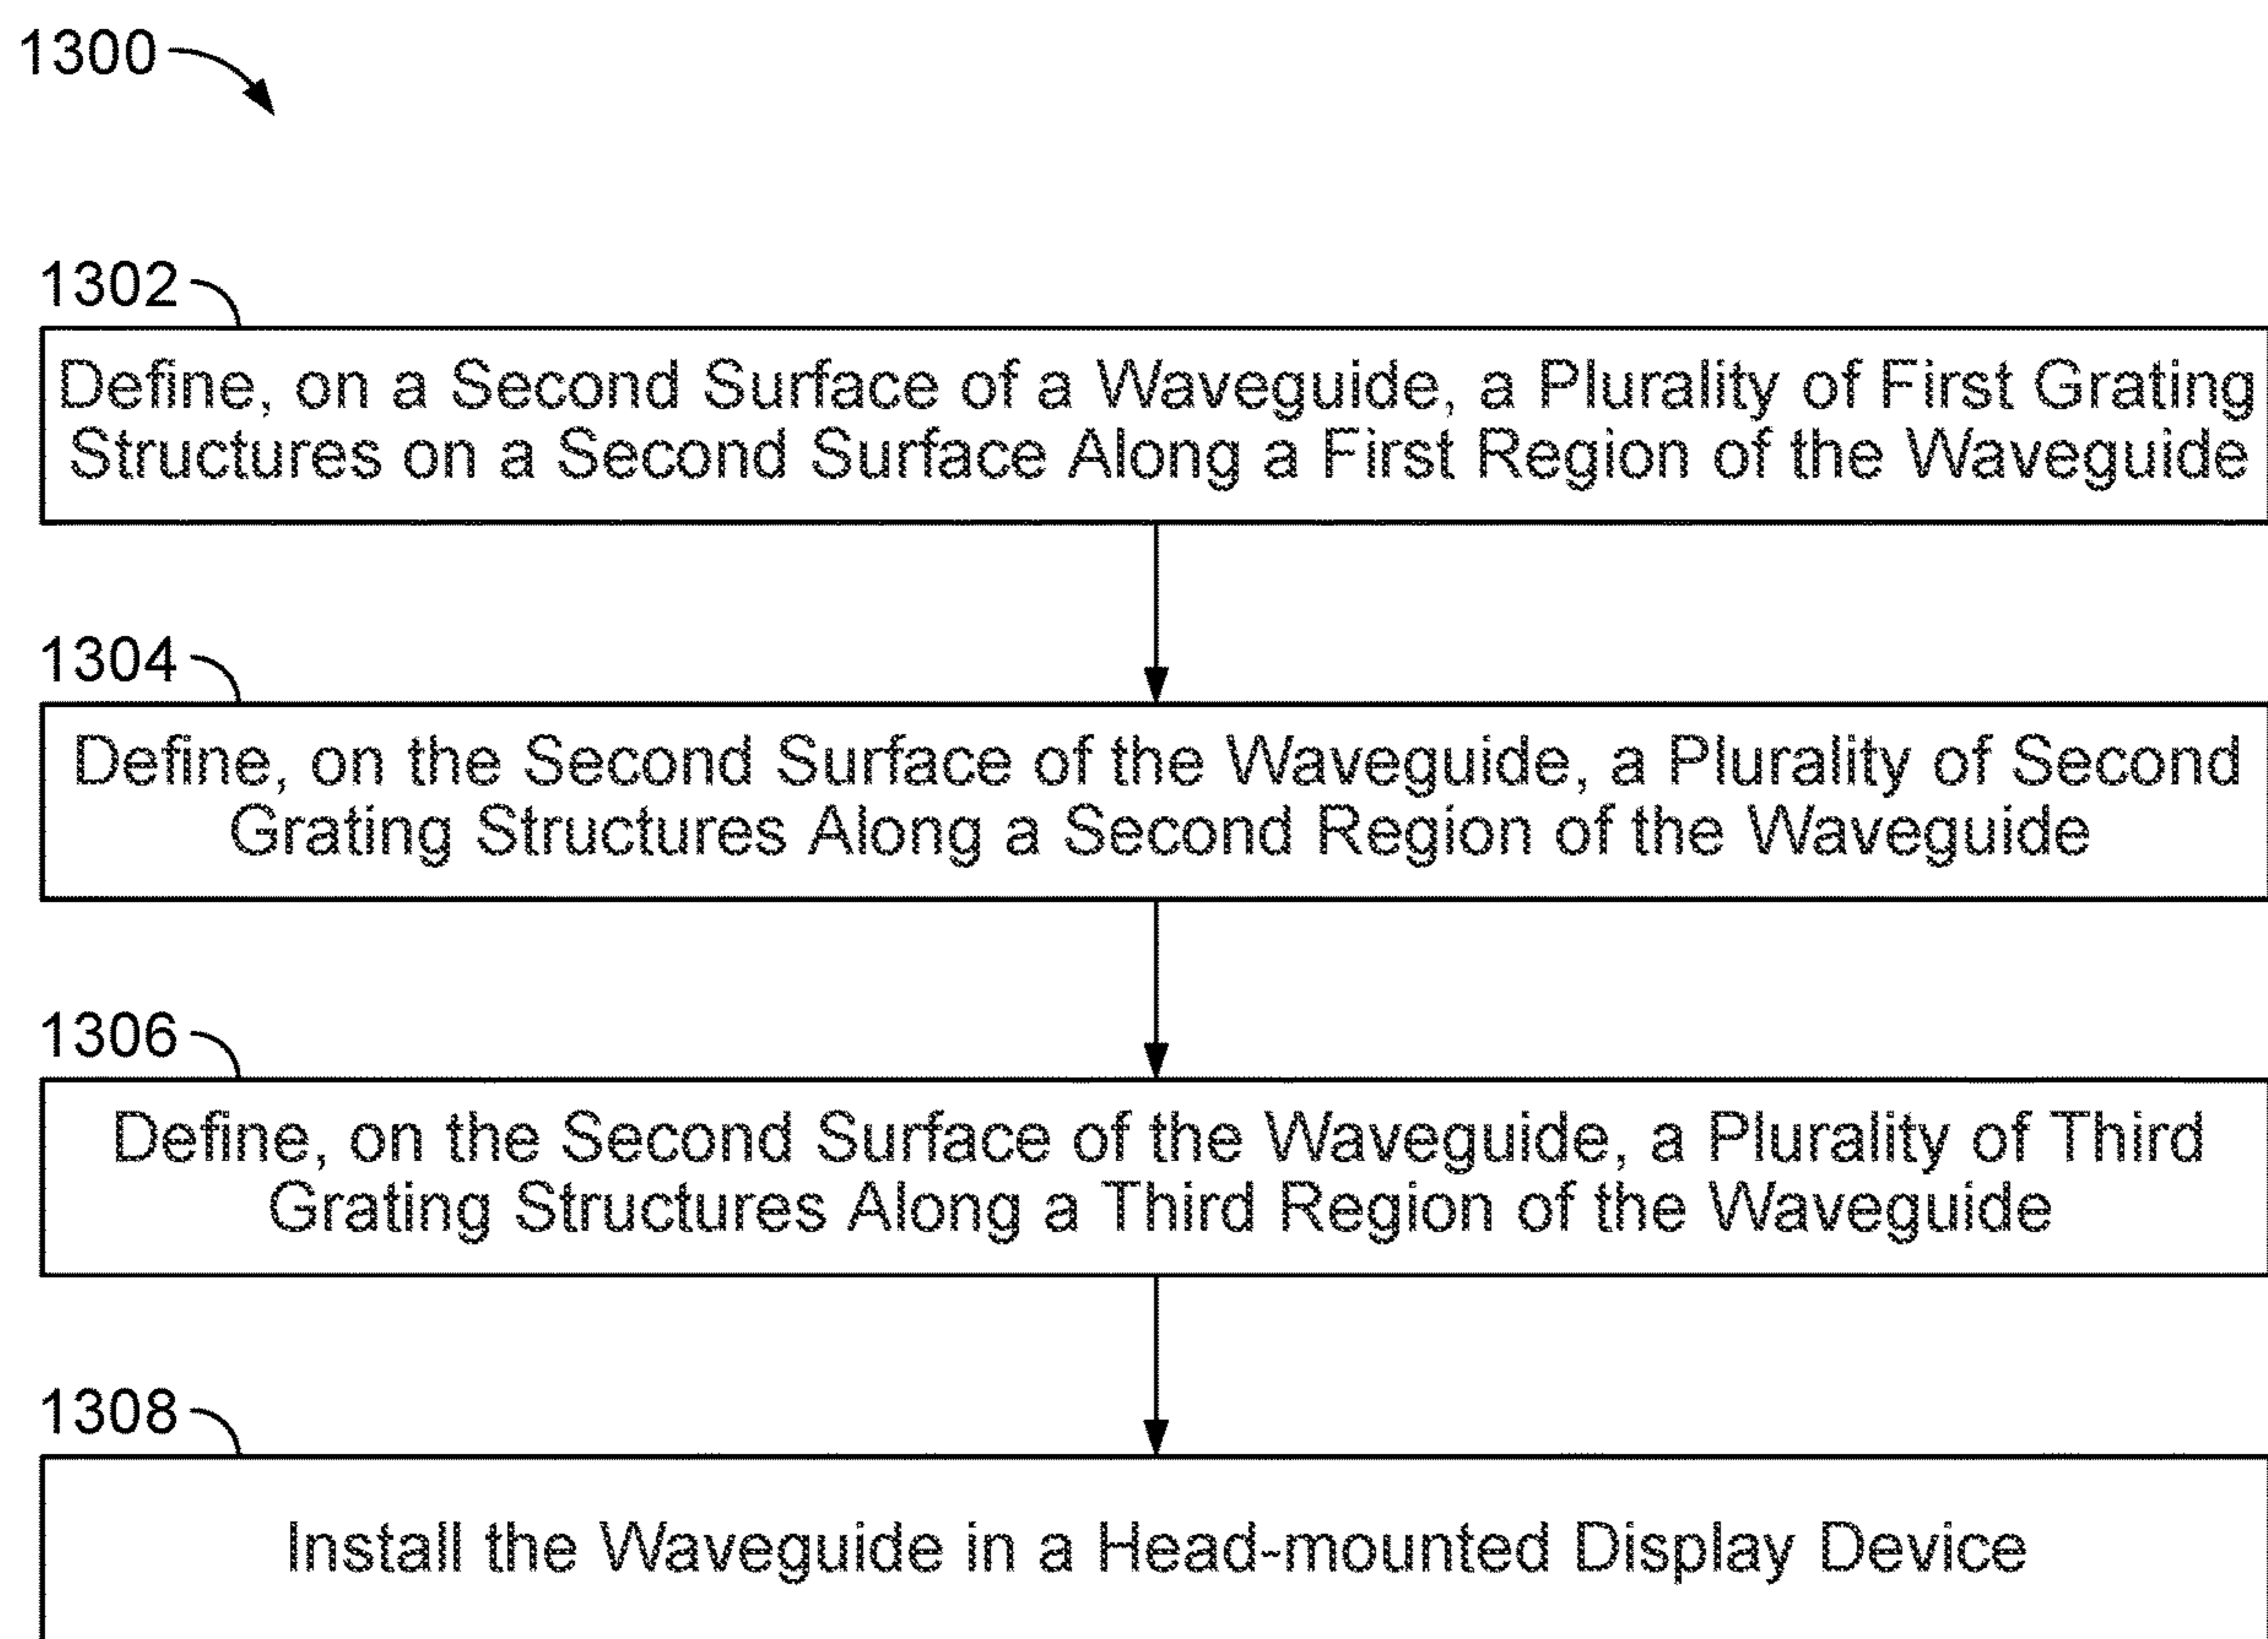 1300
1302
Define, on a Second Surface of a Waveguide, a Plurality of First Grating
Structures on a Second Surface Along a First Region of the Waveguide
1304
Define, on the Second Surface of the Waveguide, a Plurality of Second
Grating Structures Along a Second Region of the Waveguide
1306
Define, on the Second Surface of the Waveguide, a Plurality of Third
Grating Structures Along a Third Region of the Waveguide
1308
Install the Waveguide in a Head-mounted Display Device